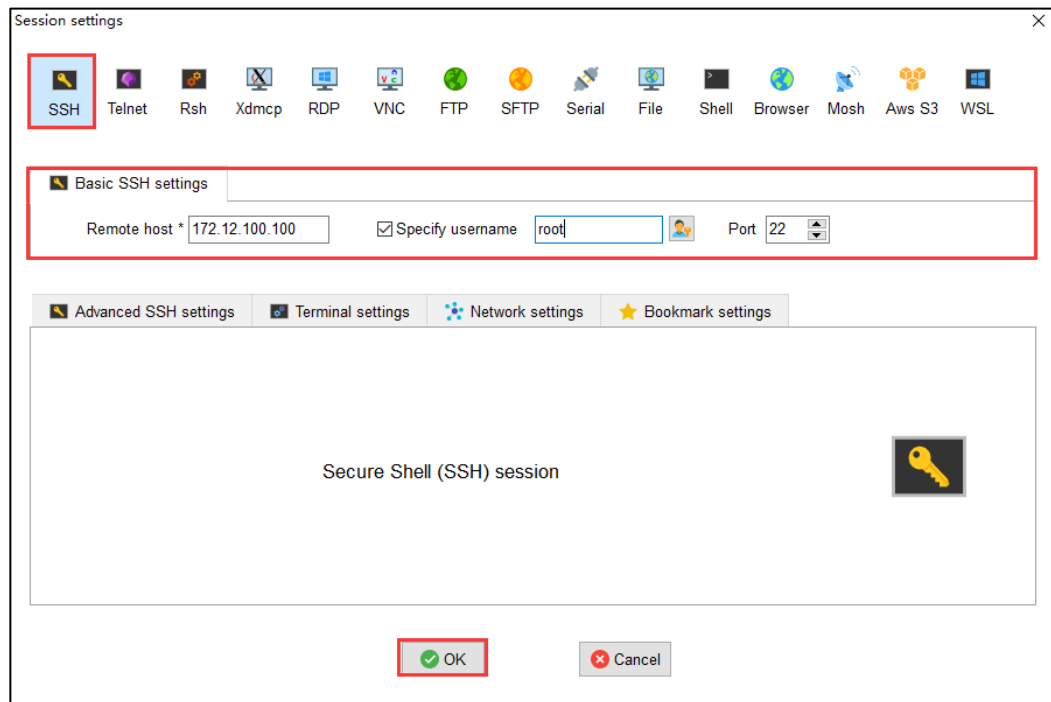 Session settings
SSH Telnet Rsh Xdmcp RDP VNC FTP SFTP Serial File Shell Browser Mosh Aws S3 WSL
Basic SSH settings
Remote host * 172.12.100.100 Specify username root Port 22
Advanced SSH settings Terminal settings Network settings Bookmark settings
Secure Shell (SSH) session
OK Cancel